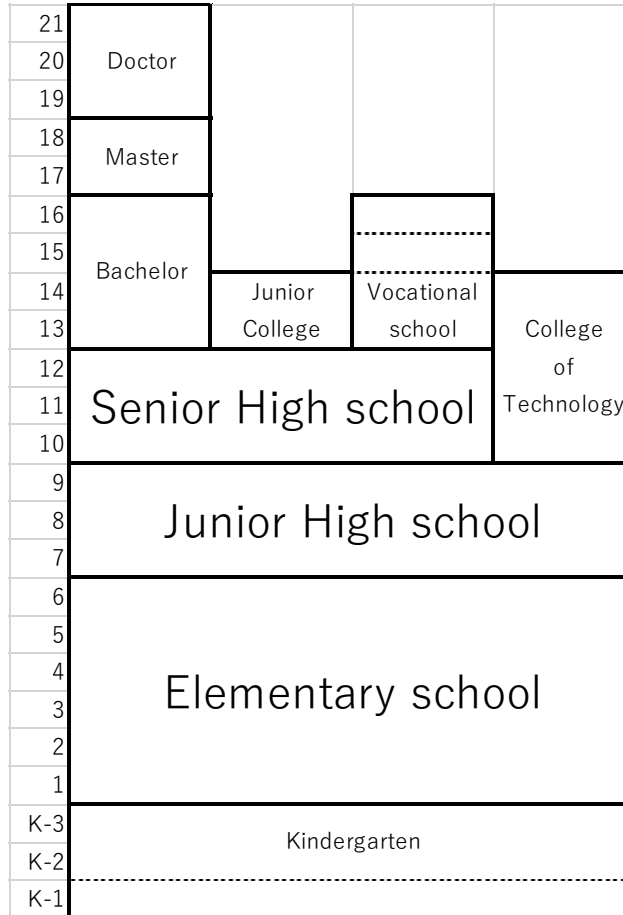 21
20
Doctor
19
18
Master
17
16
15
Bachelor
14
Junior
Vocational
13
College
school
College
12
of
11
Senior High school
Technology
10
9
8
Junior High school
7
6
5
4
Elementary school
3
2
1
K-3
Kindergarten
K-2
K-1